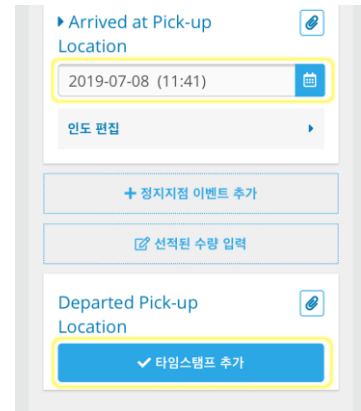 Arrived at Pick-up
Location
2019-07-08 (11:41)
인도 편집
+ 정지지점 이벤트 추가
선적된 수량 입력
Departed Pick-up
Location
타임스탬프 추가